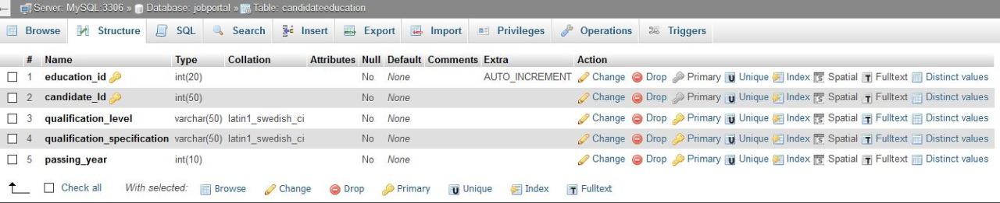 Server: MySQL:3306 » Database: jobportal » Table: candidateeducation
Browse Structure SQL Search Insert Export Import Privileges Operations Triggers
# Name Type Collation Attributes Null Default Comments Extra Action
1 education_id int(20) No None AUTO_INCREMENT Change Drop Primary Unique Index Spatial Fulltext Distinct values
2 candidate_Id int(50) No None Change Drop Primary Unique Index Spatial Fulltext Distinct values
3 qualification_level varchar(50) latin1_swedish_ci No None Change Drop Primary Unique Index Spatial Fulltext Distinct values
4 qualification_specification varchar(50) latin1_swedish_ci No None Change Drop Primary Unique Index Spatial Fulltext Distinct values
5 passing_year int(10) No None Change Drop Primary Unique Index Spatial Fulltext Distinct values
Check all With selected: Browse Change Drop Primary Unique Index Fulltext